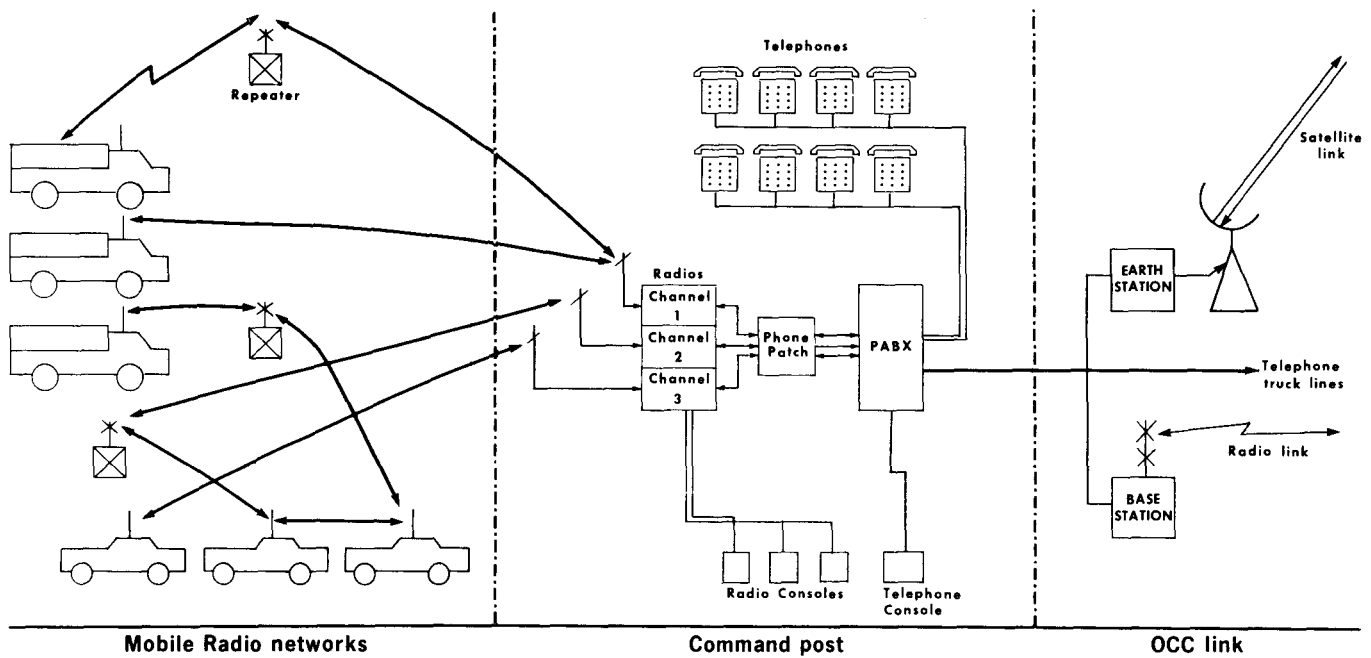 Telephones
Repeater
Satellite
link
Radios
Channel
1
Channel
2
Channel
3
Phone
Patch
PABX
EARTH
STATION
Telephone
truck lines
Radio link
BASE
STATION
Radio Consoles
Telephone
Console
Mobile Radio networks
Command post
OCC link